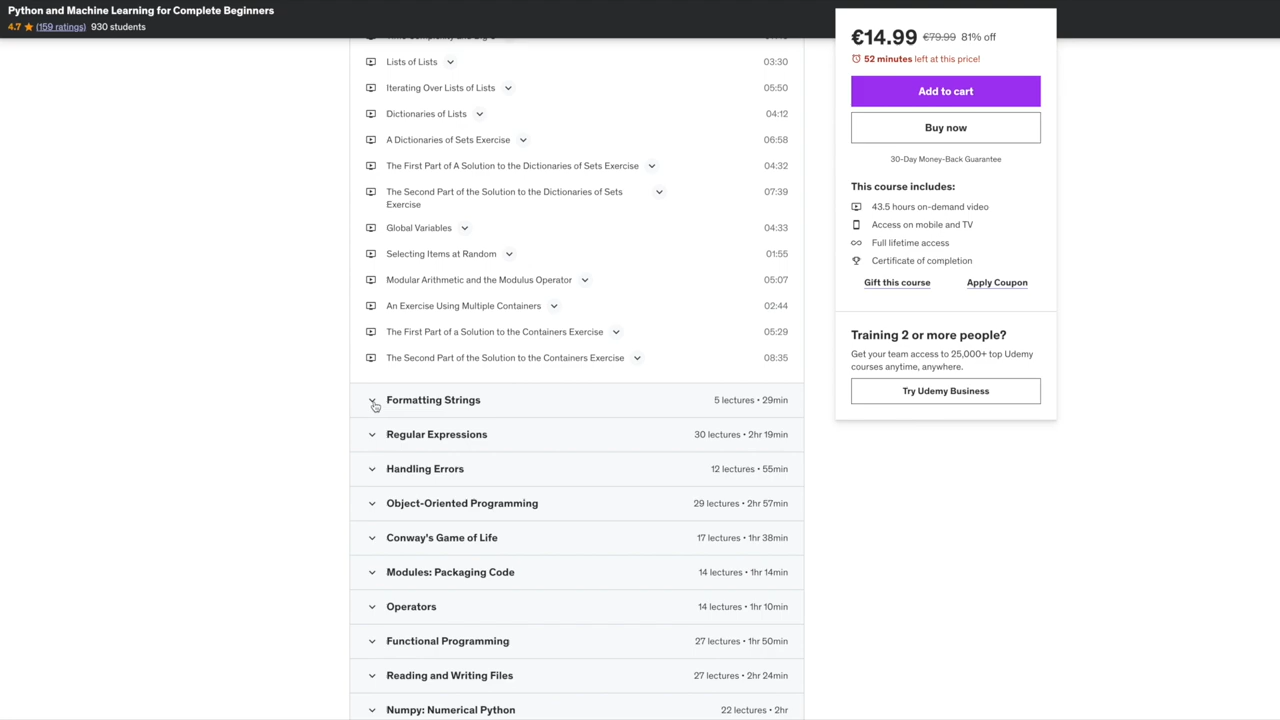 Python and Machine Learning for Complete Beginners
4.7 (159 ratings) 930 students
Lists of Lists 03:30
Iterating Over Lists of Lists 05:50
Dictionaries of Lists 04:12
A Dictionaries of Sets Exercise 06:58
The First Part of A Solution to the Dictionaries of Sets Exercise 04:32
The Second Part of the Solution to the Dictionaries of Sets 07:39
Exercise
Global Variables 04:33
Selecting Items at Random 01:55
Modular Arithmetic and the Modulus Operator 05:07
An Exercise Using Multiple Containers 02:44
The First Part of a Solution to the Containers Exercise 05:29
The Second Part of the Solution to the Containers Exercise 08:35
Formatting Strings 5 lectures • 29min
Regular Expressions 30 lectures • 2hr 19min
Handling Errors 12 lectures • 55min
Object-Oriented Programming 29 lectures • 2hr 57min
Conway's Game of Life 17 lectures • 1hr 38min
Modules: Packaging Code 14 lectures • 1hr 14min
Operators 14 lectures • 1hr 10min
Functional Programming 27 lectures • 1hr 50min
Reading and Writing Files 27 lectures • 2hr 24min
Numpy: Numerical Python 22 lectures • 2hr
€14.99 €79.99 81% off
52 minutes left at this price!
Add to cart
Buy now
30-Day Money-Back Guarantee
This course includes:
43.5 hours on-demand video
Access on mobile and TV
Full lifetime access
Certificate of completion
Gift this course Apply Coupon
Training 2 or more people?
Get your team access to 25,000+ top Udemy
courses anytime, anywhere.
Try Udemy Business